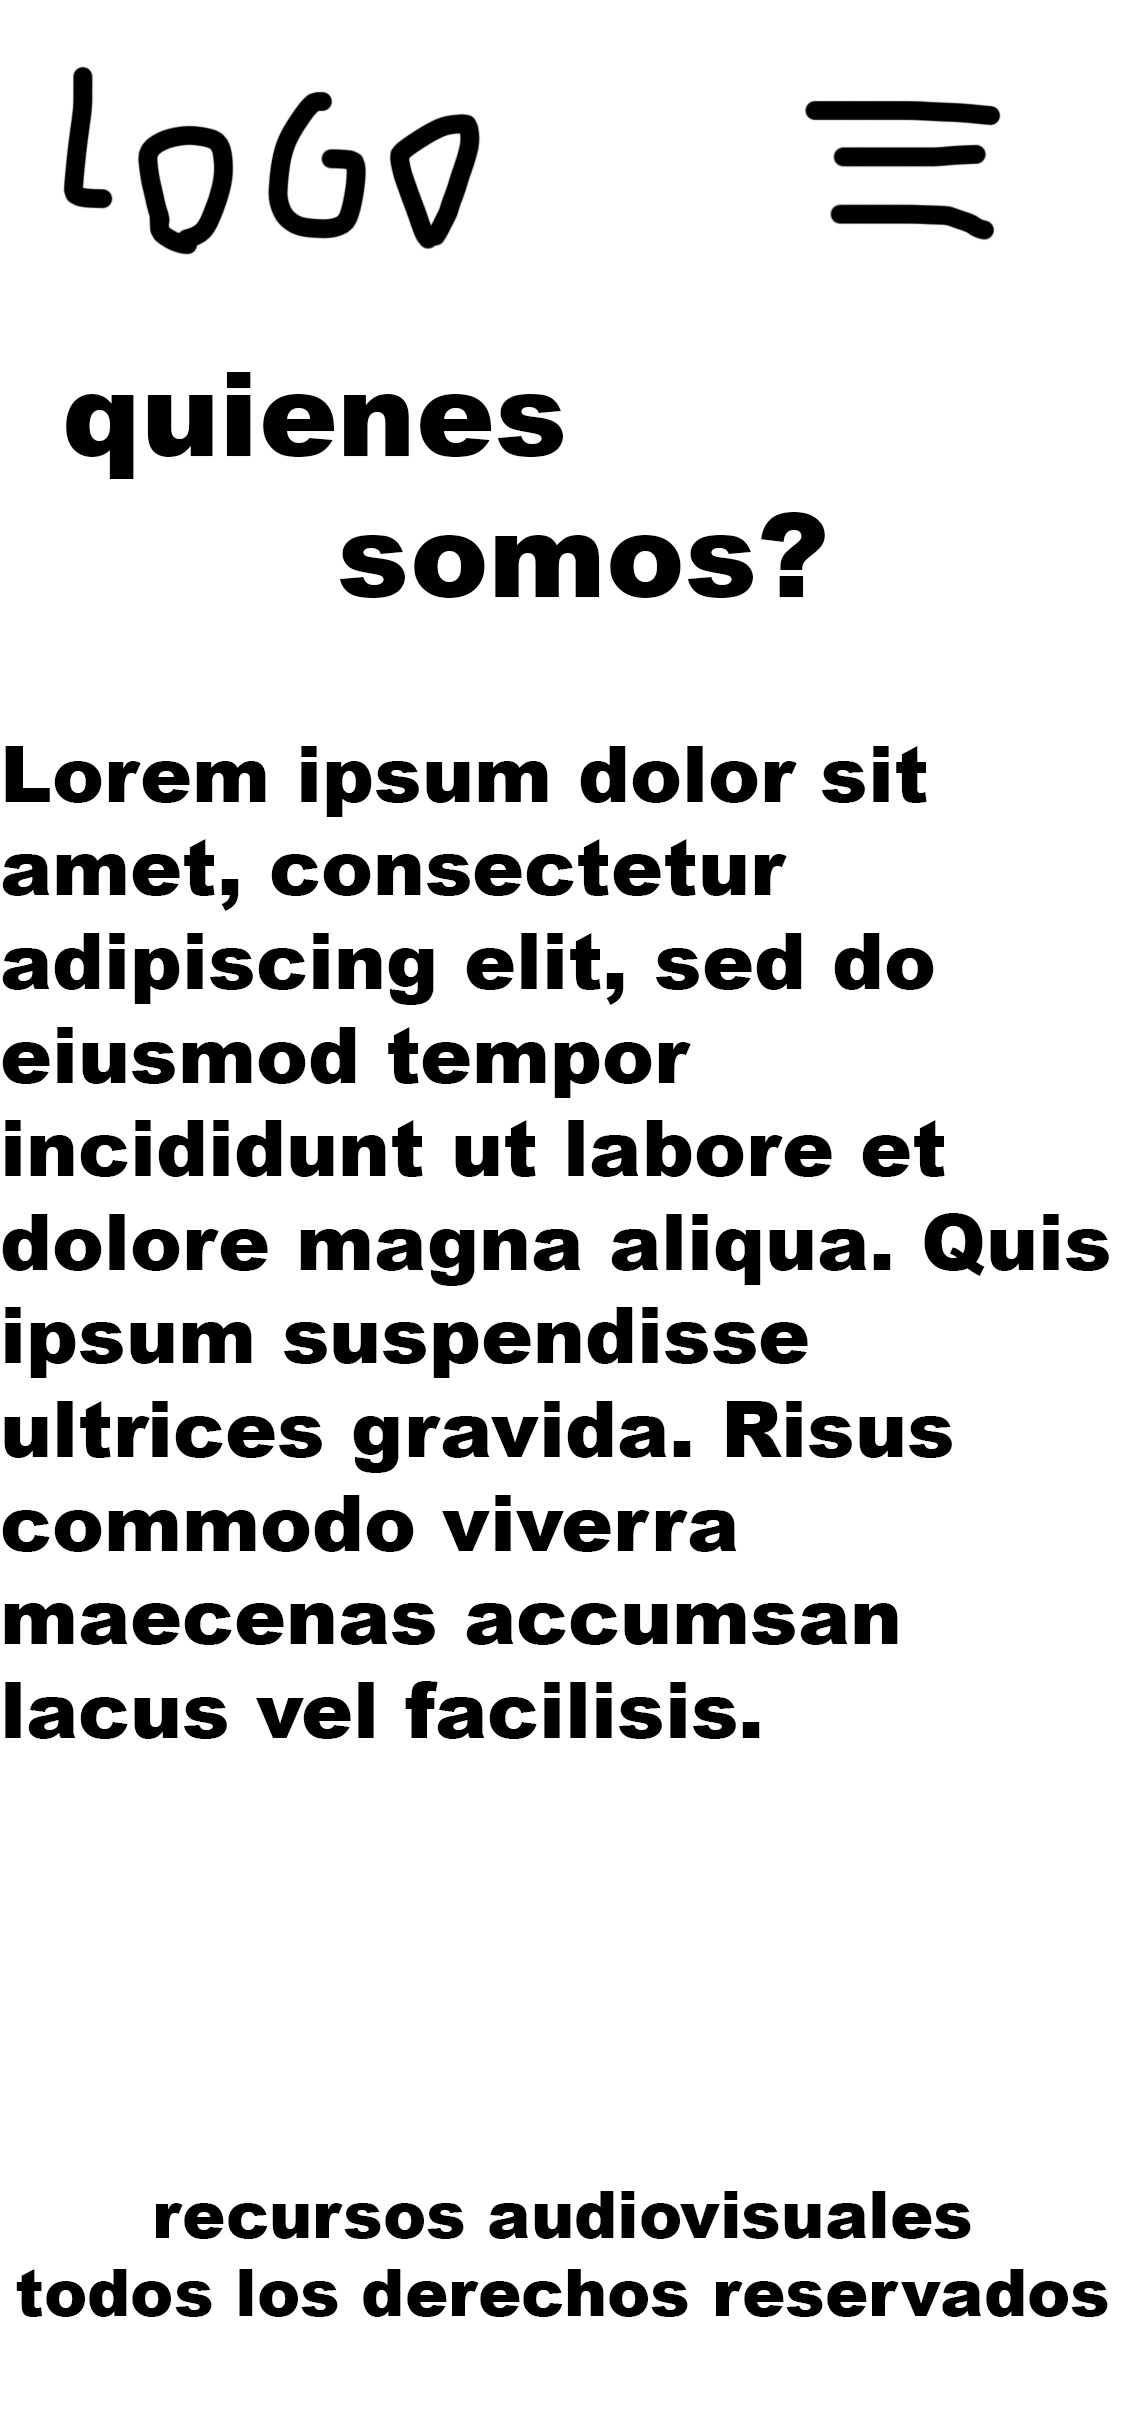 LOGO
quienes
somos?
Lorem ipsum dolor sit
amet, consectetur
adipiscing elit, sed do
eiusmod tempor
incididunt ut labore et
dolore magna aliqua. Quis
ipsum suspendisse
ultrices gravida. Risus
commodo viverra
maecenas accumsan
lacus vel facilisis.
recursos audiovisuales
todos los derechos reservados